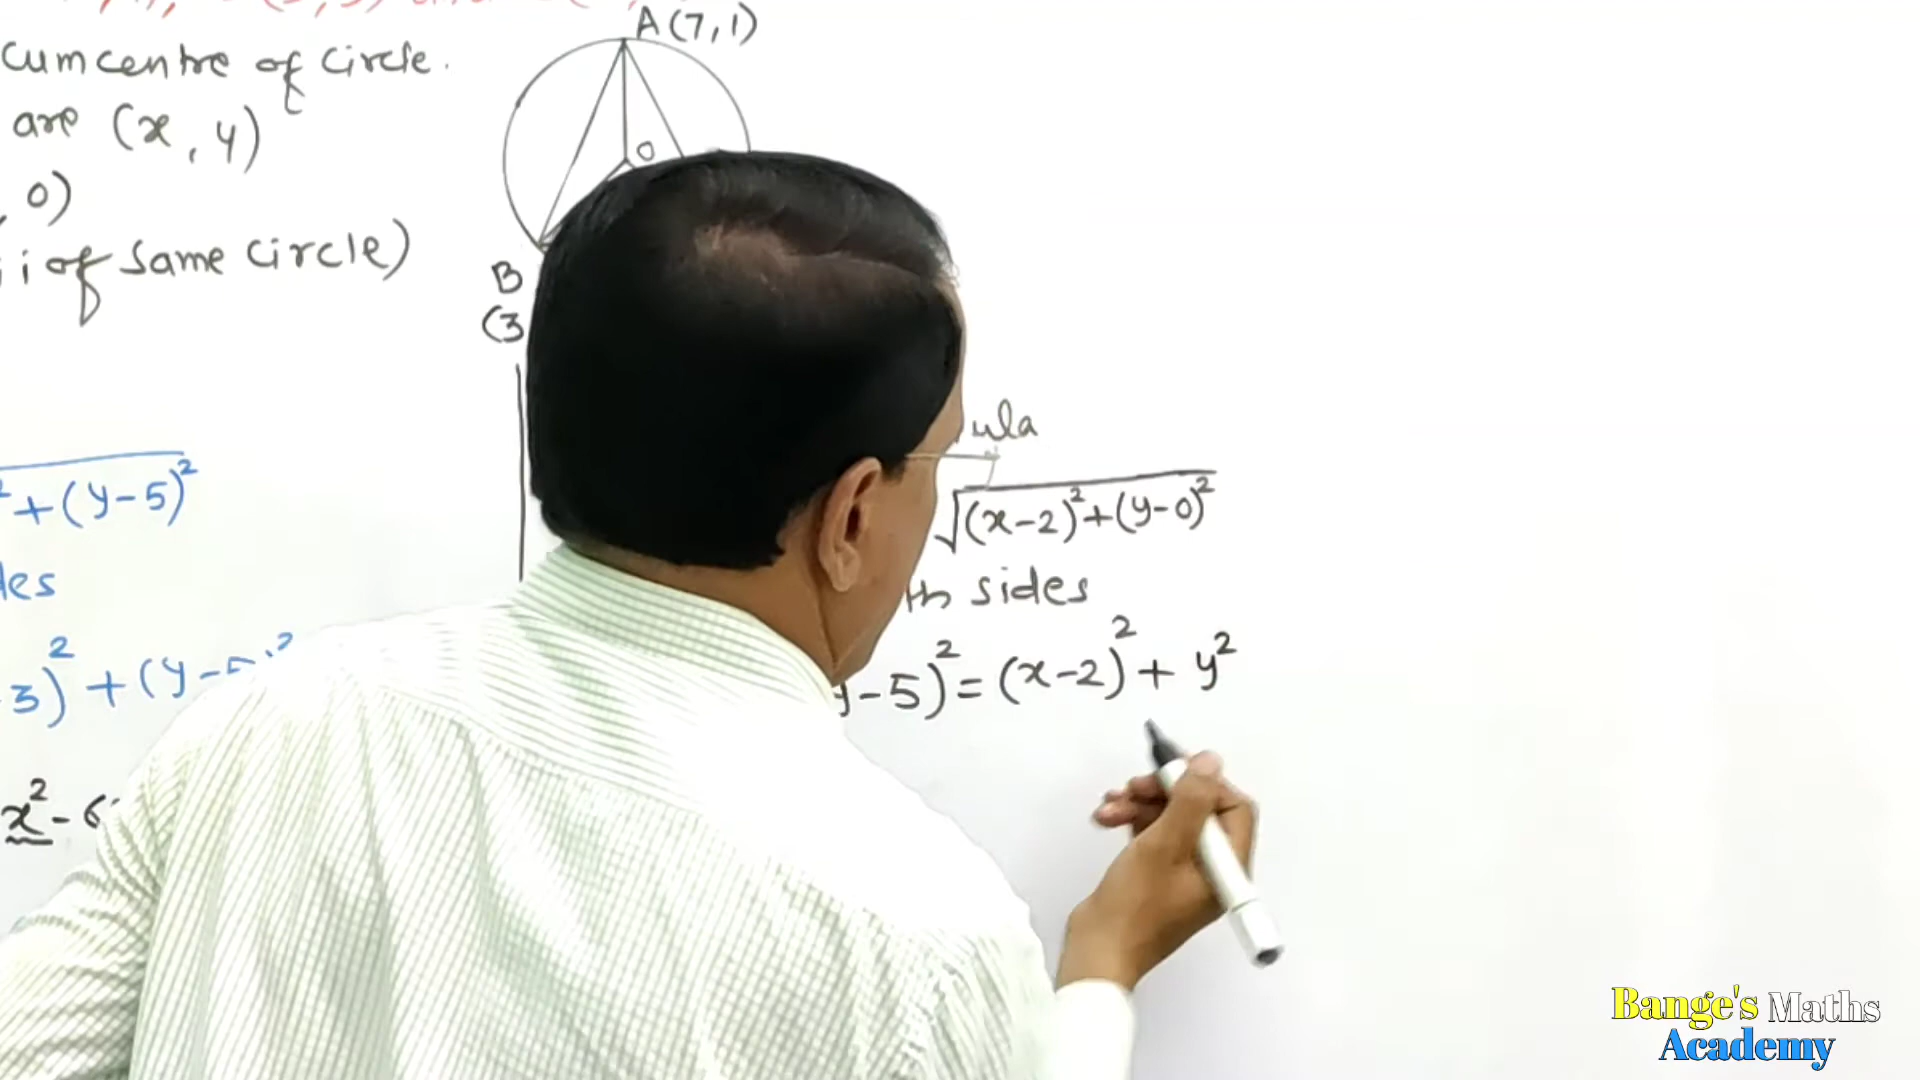 A(7,1)
cumcentre of circle.
are (x, y)
O
, 0)
i of same circle)
B
(3
ula
² + (y-5)²
√(x-2)² + (y-0)²
les
th sides
3)² + (y-
y-5)² = (x-2)² + y²
x² - 6
Bange's Maths
Academy